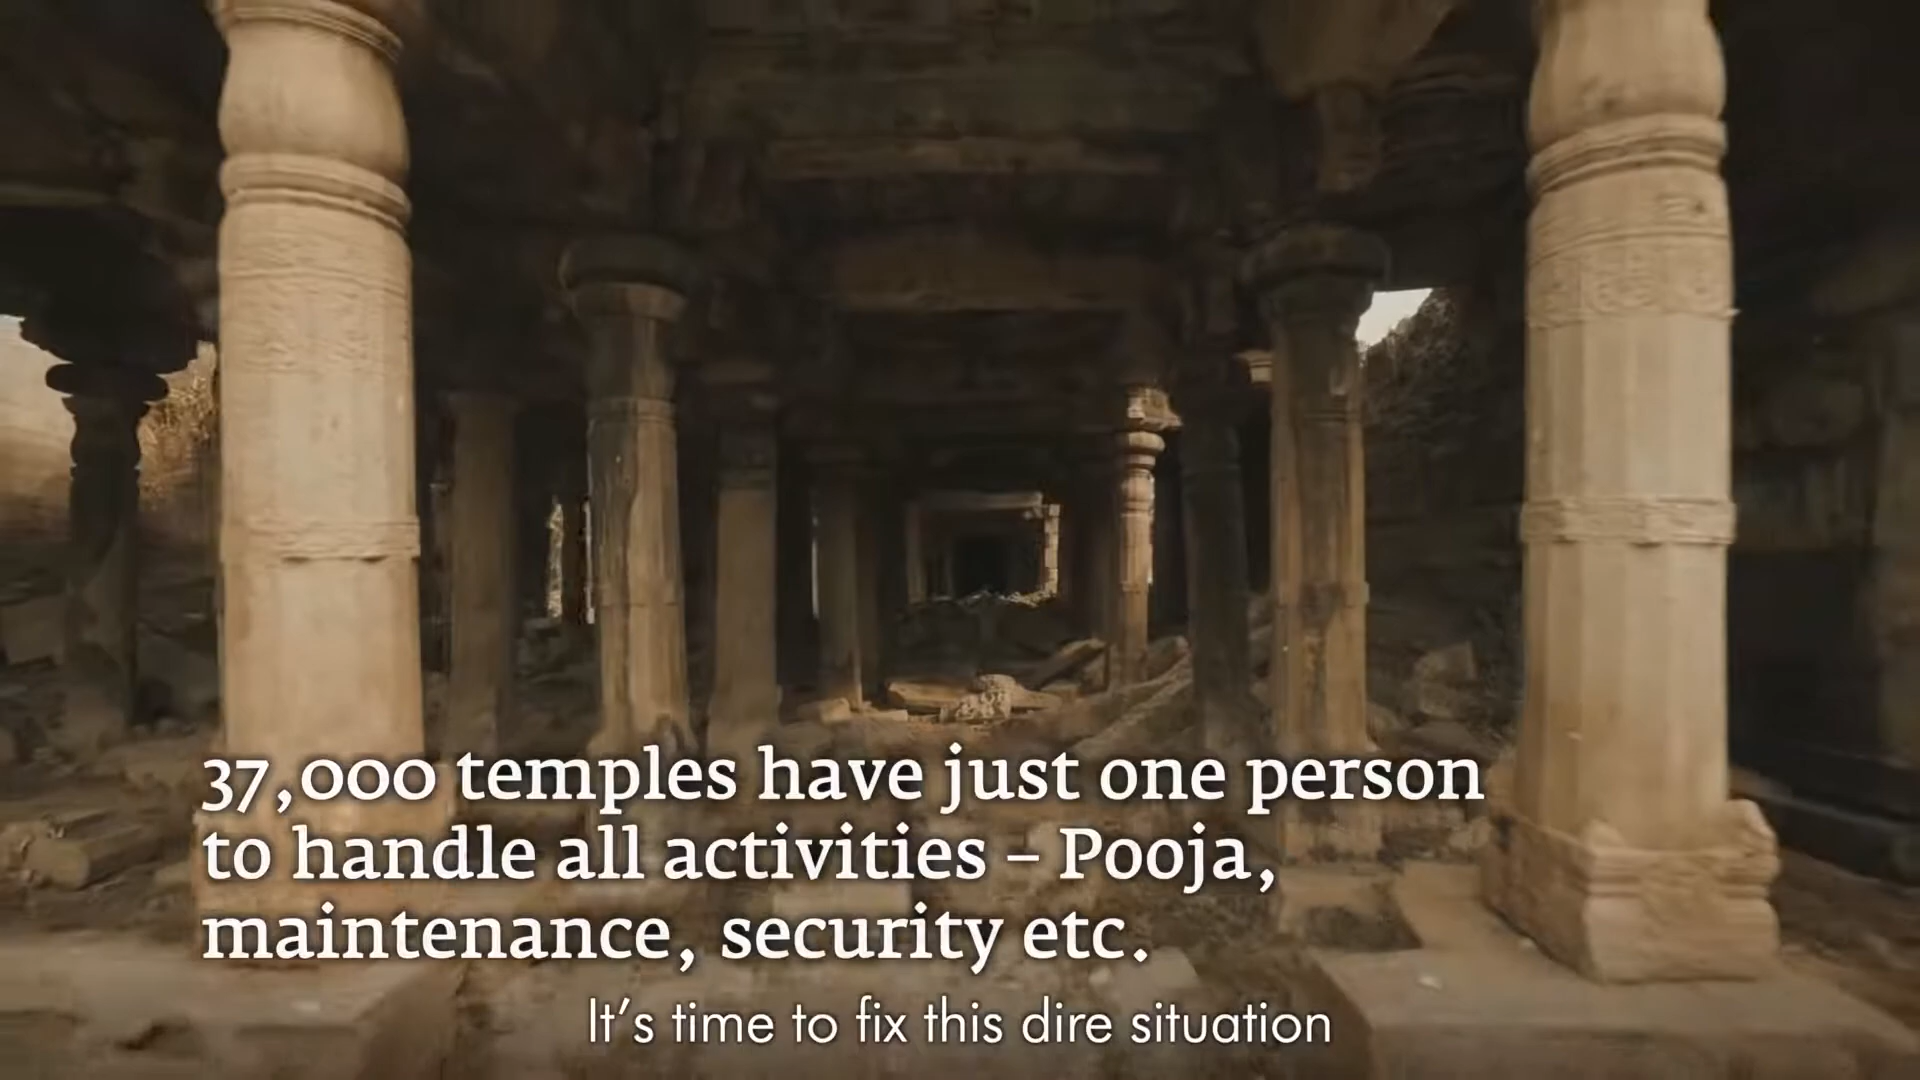 37,000 temples have just one person
to handle all activities – Pooja,
maintenance, security etc.
It's time to fix this dire situation